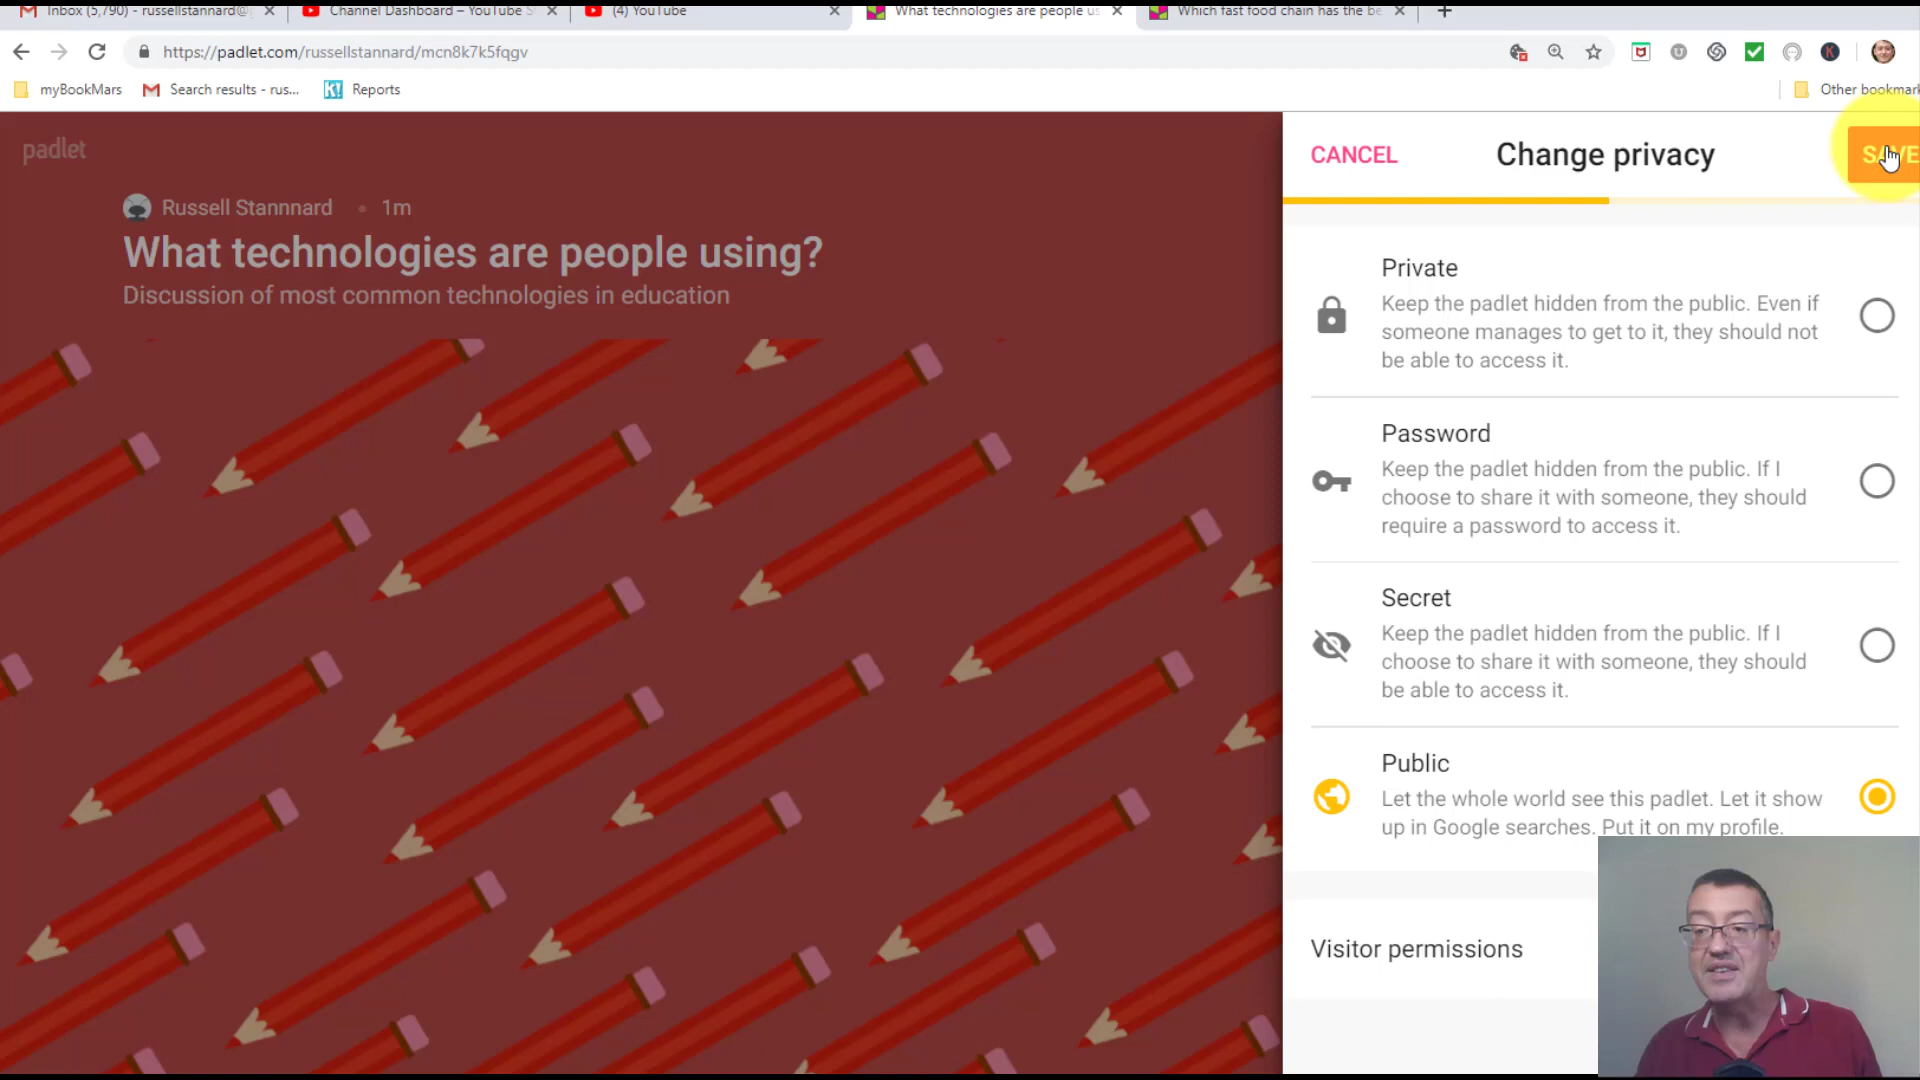 Inbox (5,790) - russellstannard@
Channel Dashboard – YouTube S
(4) YouTube
What technologies are people us
Which fast food chain has the be
https://padlet.com/russellstannard/mcn8k7k5fqgv
myBookMars
Search results - rus...
Reports
Other bookmark
padlet
Russell Stannnard • 1m
What technologies are people using?
Discussion of most common technologies in education
CANCEL
Change privacy
SAVE
Private
Keep the padlet hidden from the public. Even if
someone manages to get to it, they should not
be able to access it.
Password
Keep the padlet hidden from the public. If I
choose to share it with someone, they should
require a password to access it.
Secret
Keep the padlet hidden from the public. If I
choose to share it with someone, they should
be able to access it.
Public
Let the whole world see this padlet. Let it show
up in Google searches. Put it on my profile.
Visitor permissions